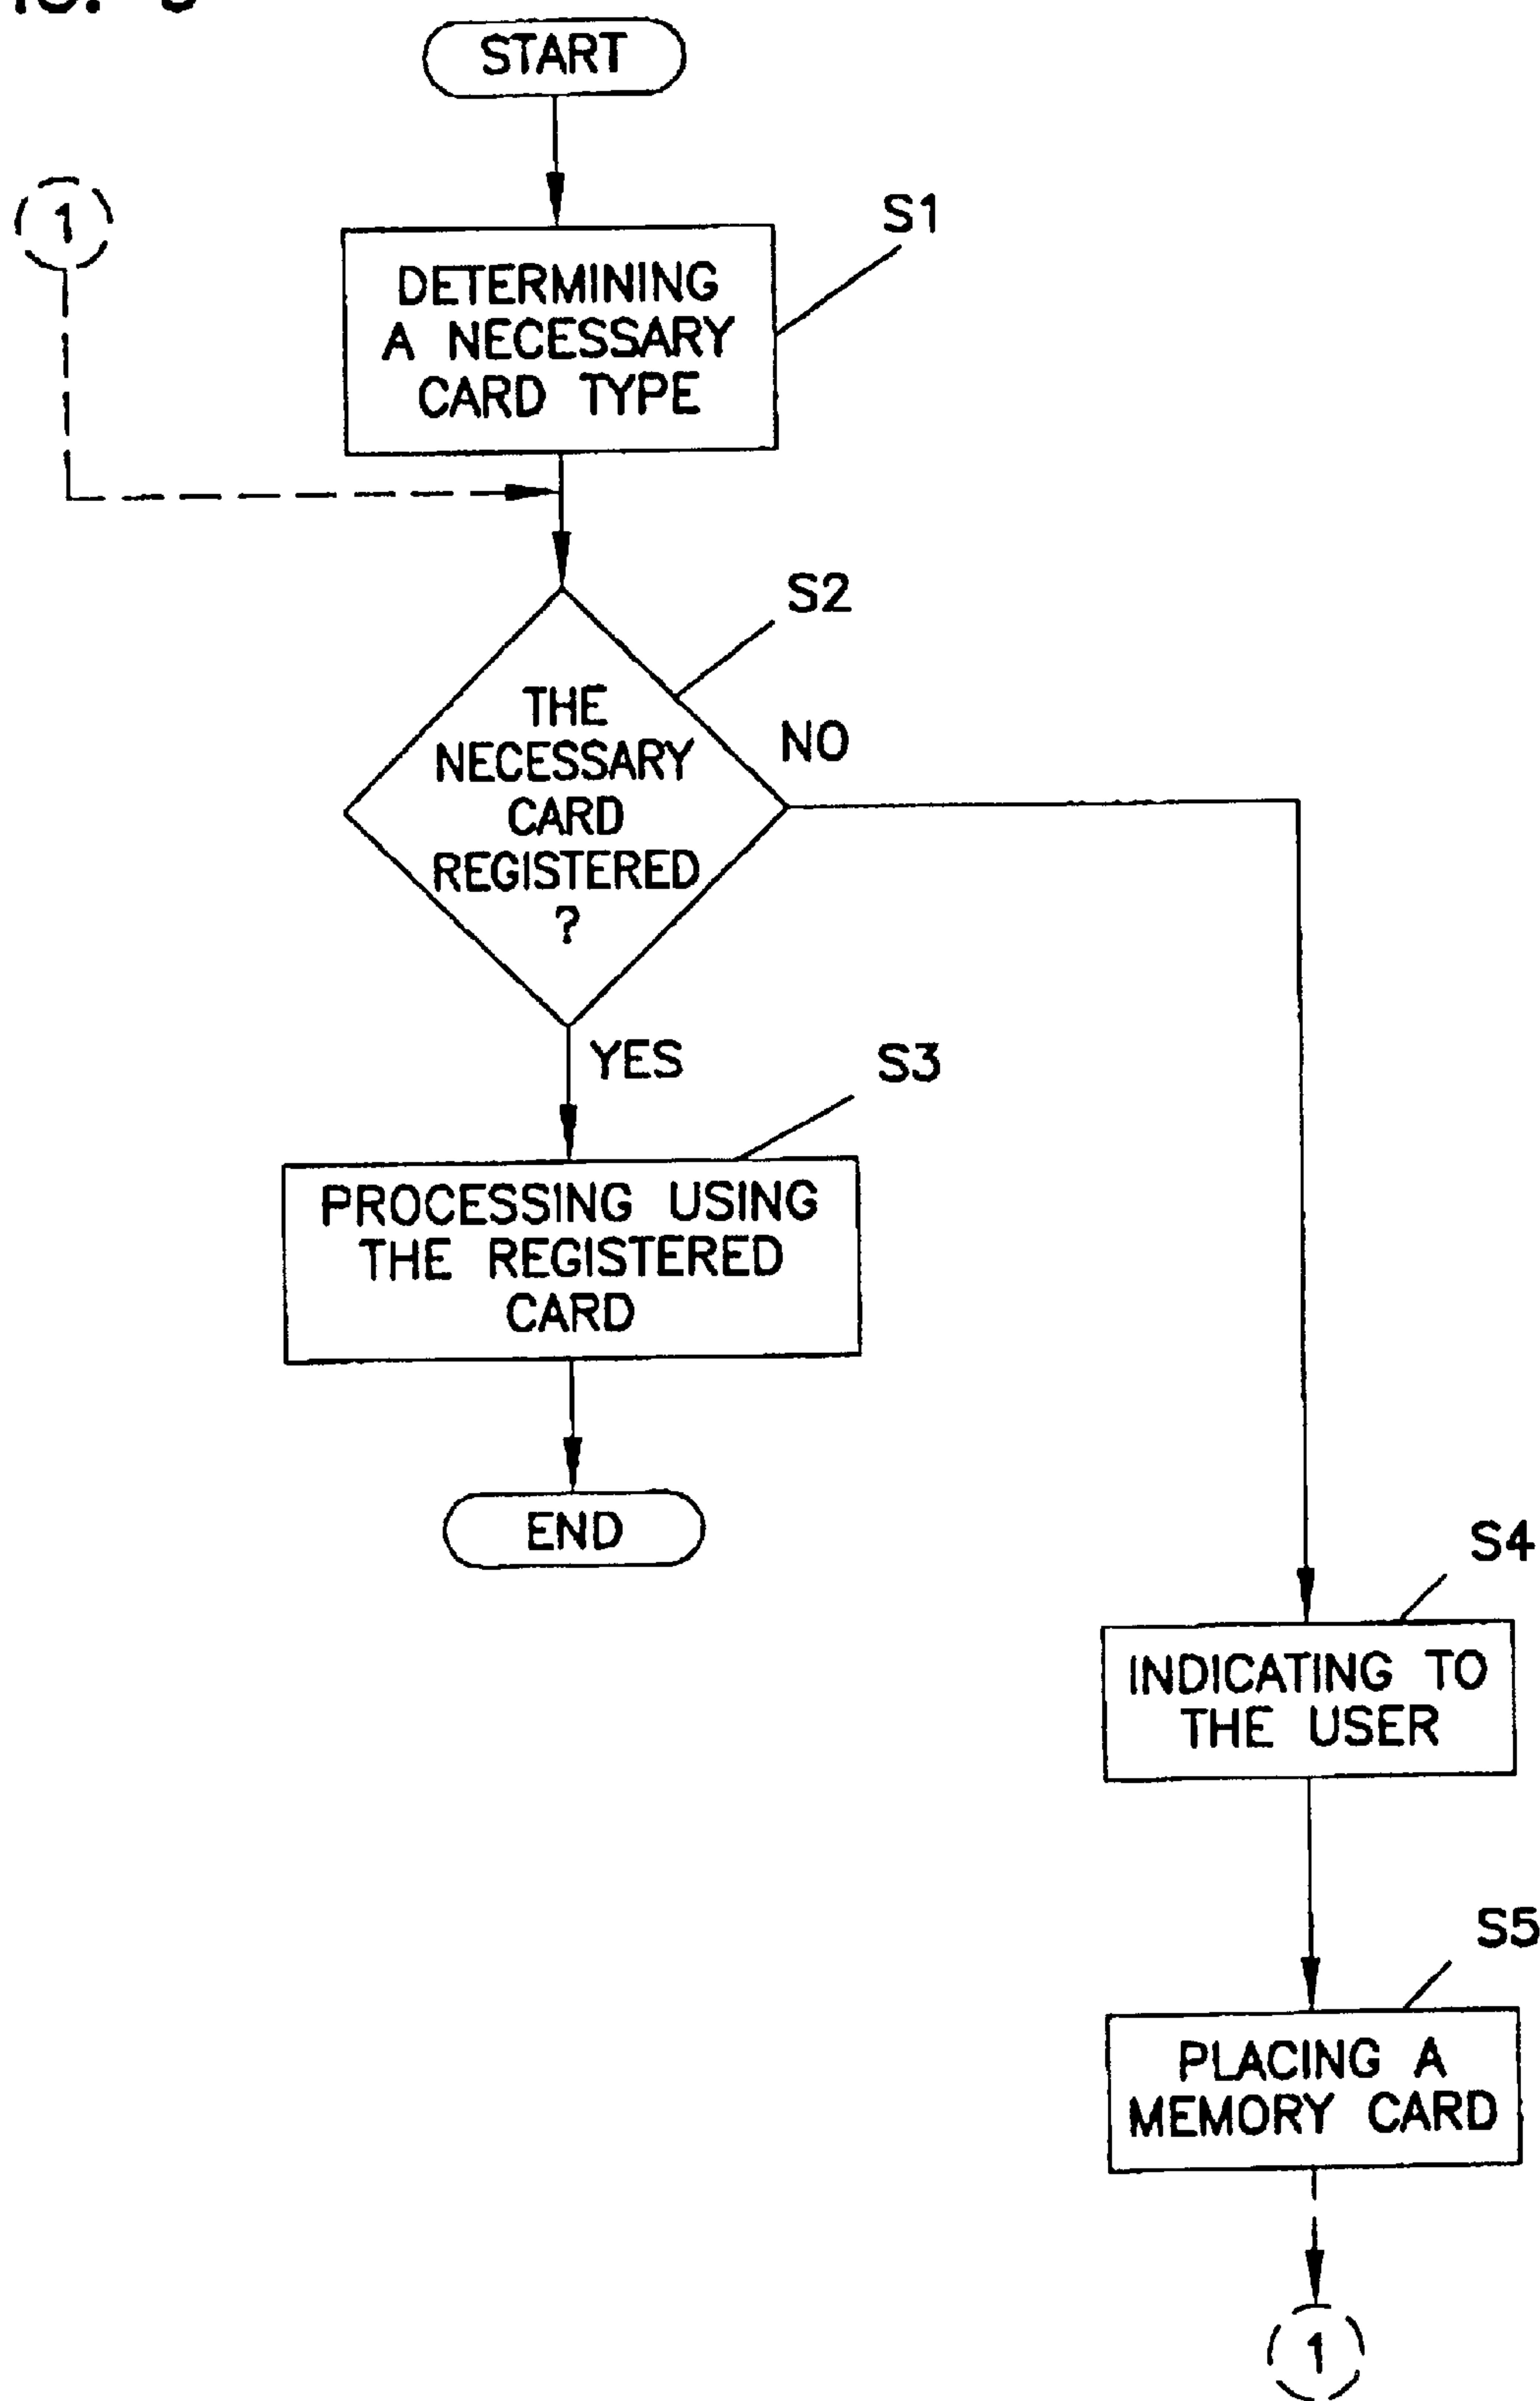 START
1
S1
DETERMINING
A NECESSARY
CARD TYPE
S2
THE
NECESSARY
CARD
REGISTERED
?
NO
YES
S3
PROCESSING USING
THE REGISTERED
CARD
END
S4
INDICATING TO
THE USER
S5
PLACING A
MEMORY CARD
1